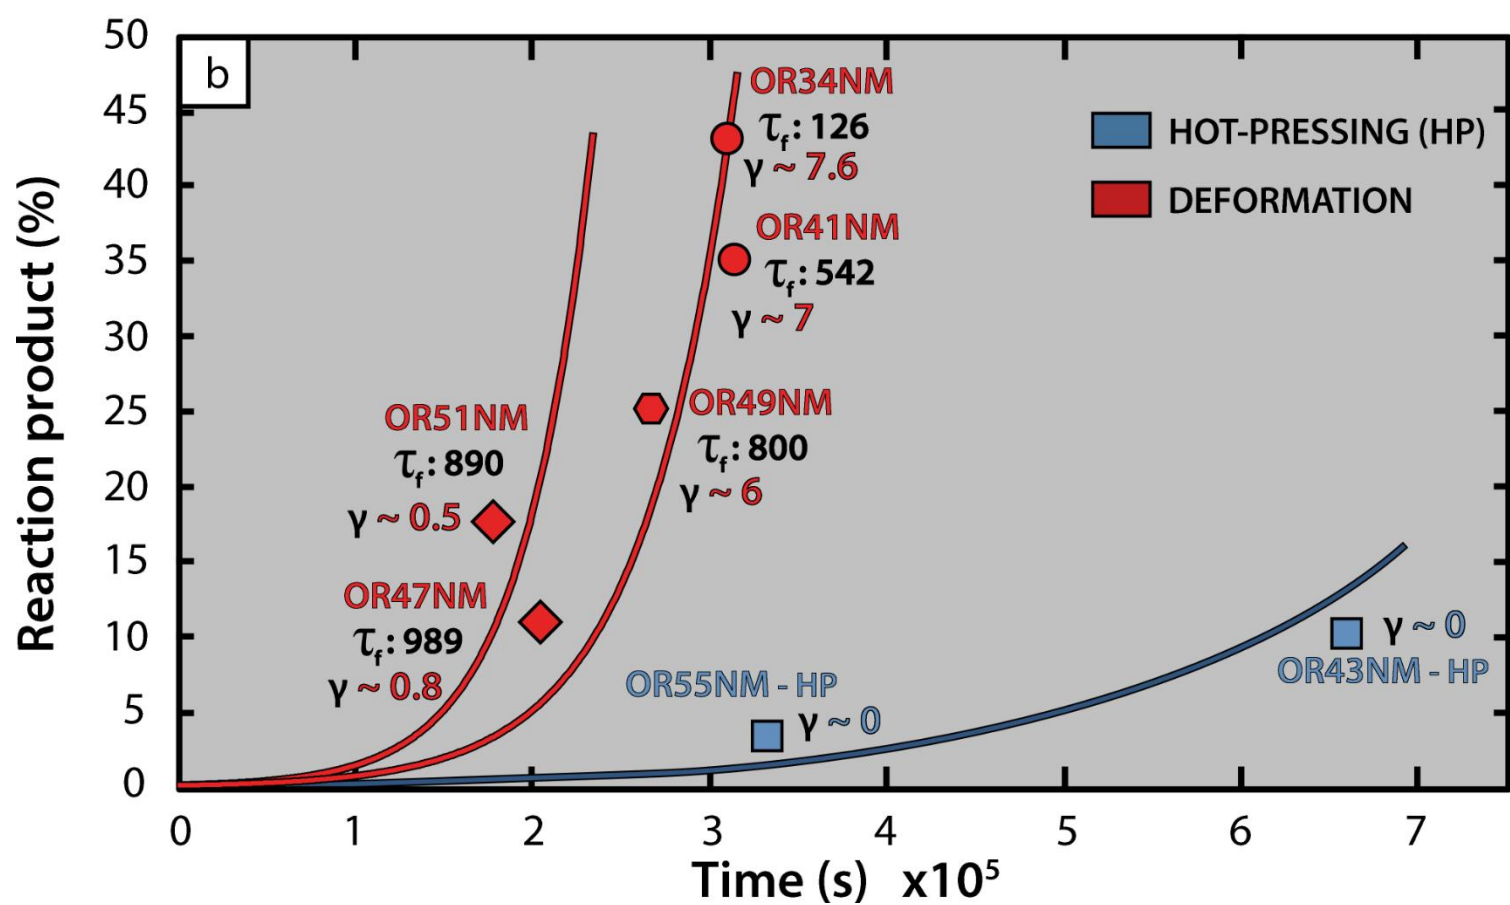 b
50
45
40
35
30
25
20
15
10
5
0
Reaction product (%)
0 1 2 3 4 5 6 7
Time (s) x10⁵
HOT-PRESSING (HP)
DEFORMATION
OR34NM
τf: 126
γ ~ 7.6
OR41NM
τf: 542
γ ~ 7
OR49NM
τf: 800
γ ~ 6
OR51NM
τf: 890
γ ~ 0.5
OR47NM
τf: 989
γ ~ 0.8
OR55NM - HP
γ ~ 0
γ ~ 0
OR43NM - HP